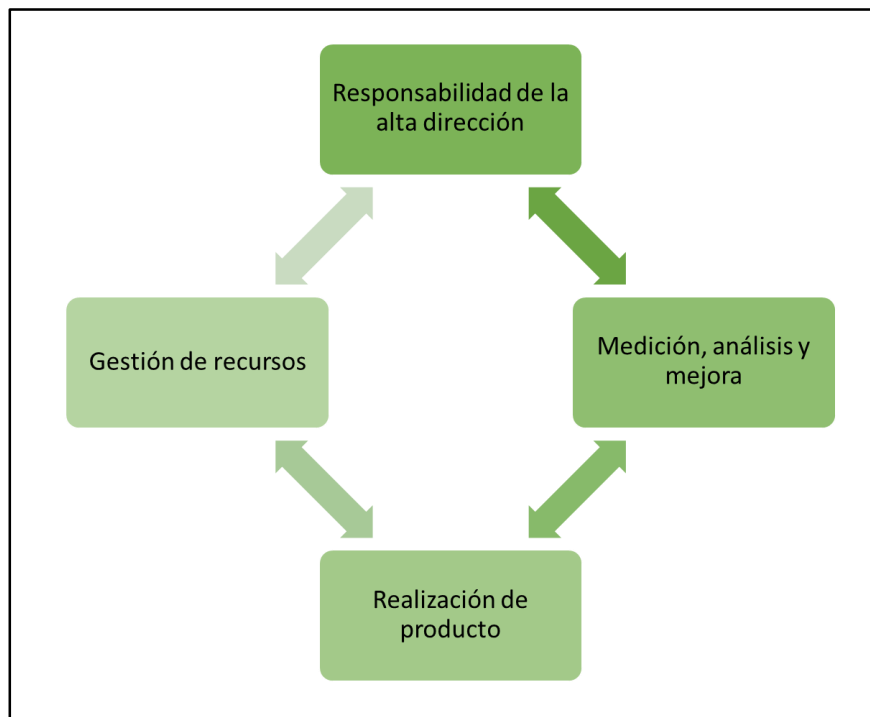 Responsabilidad de la
alta dirección
Gestión de recursos
Medición, análisis y
mejora
Realización de
producto